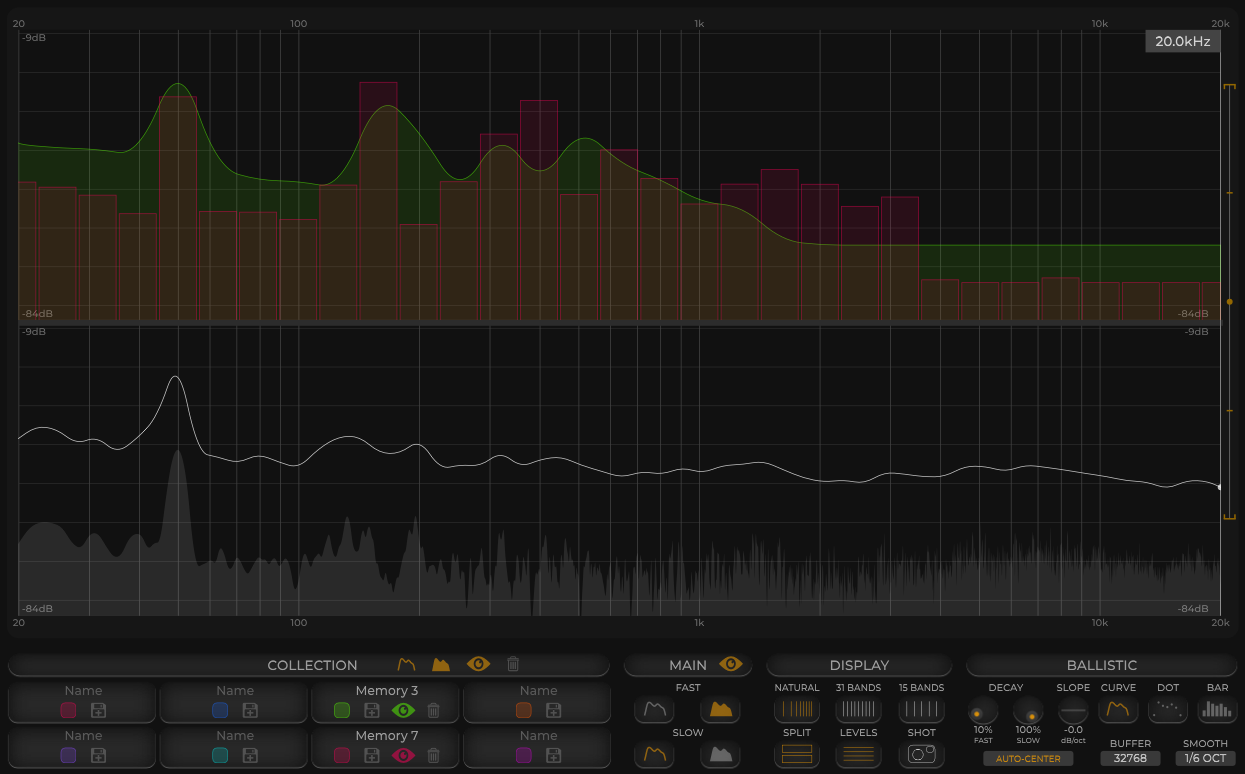 20 100 1k 10k 20k
-9dB
20.0kHz
-84dB -84dB
-9dB -9dB
-84dB -84dB
20 100 1k 10k 20k
COLLECTION MAIN DISPLAY BALLISTIC
Name Name Memory 3 Name
FAST NATURAL 31 BANDS 15 BANDS DECAY SLOPE CURVE DOT BAR
10% 100% -0.0
FAST SLOW dB/oct
Name Name Memory 7 Name
SLOW SPLIT LEVELS SHOT
BUFFER SMOOTH
AUTO-CENTER 32768 1/6 OCT